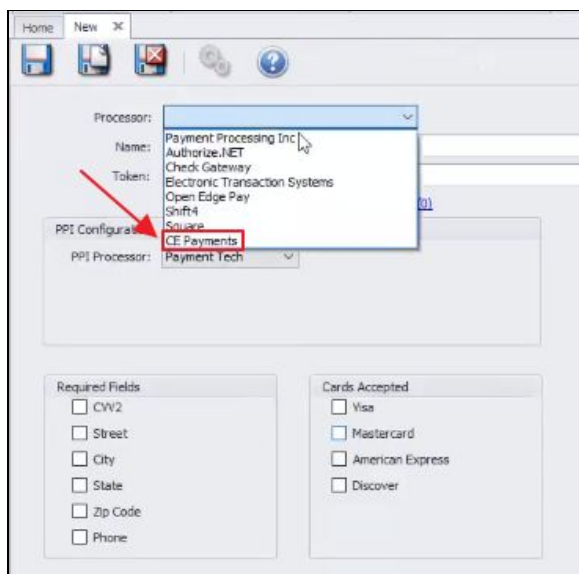 Home New
Processor:
Payment Processing Inc
Name:
Authorize.NET
Check Gateway
Token:
Electronic Transaction Systems
Open Edge Pay
(0)
Shift4
Square
PPI Configurat
CE Payments
PPI Processor: Payment Tech
Required Fields Cards Accepted
CVV2 Visa
Street Mastercard
City American Express
State Discover
Zip Code
Phone